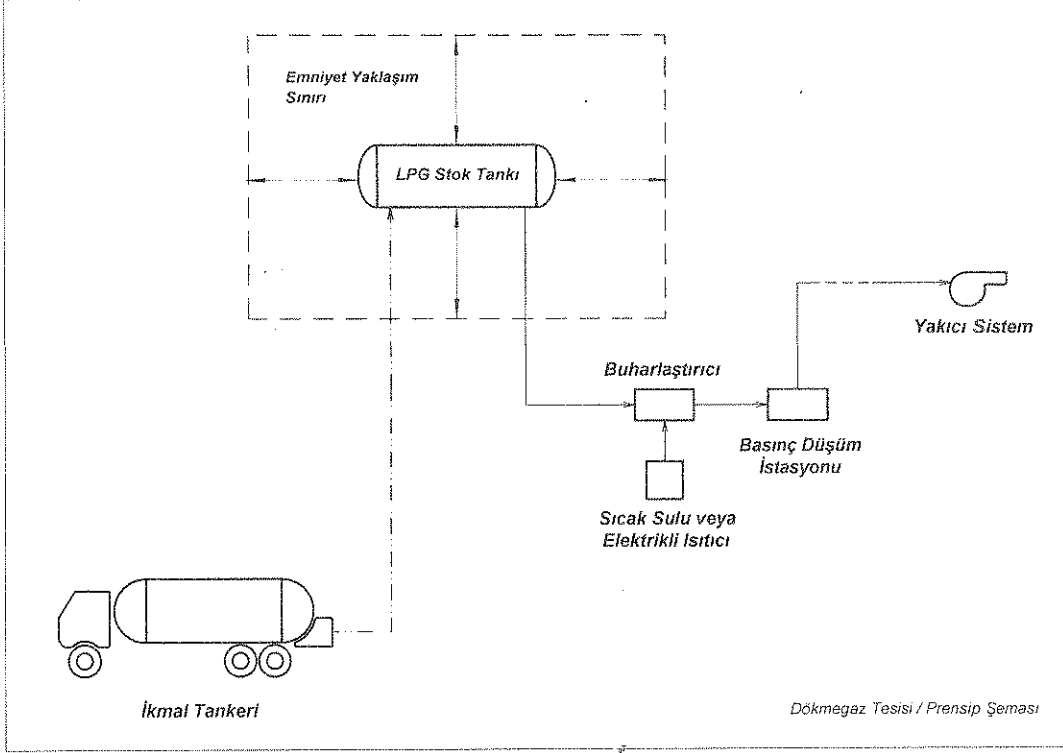 Emniyet Yaklaşım
Sınırı
LPG Stok Tankı
Yakıcı Sistem
Buharlaştırıcı
Basınç Düşüm
İstasyonu
Sıcak Sulu veya
Elektrikli Isıtıcı
İkmal Tankeri
Dökmegaz Tesisi / Prensip Şeması